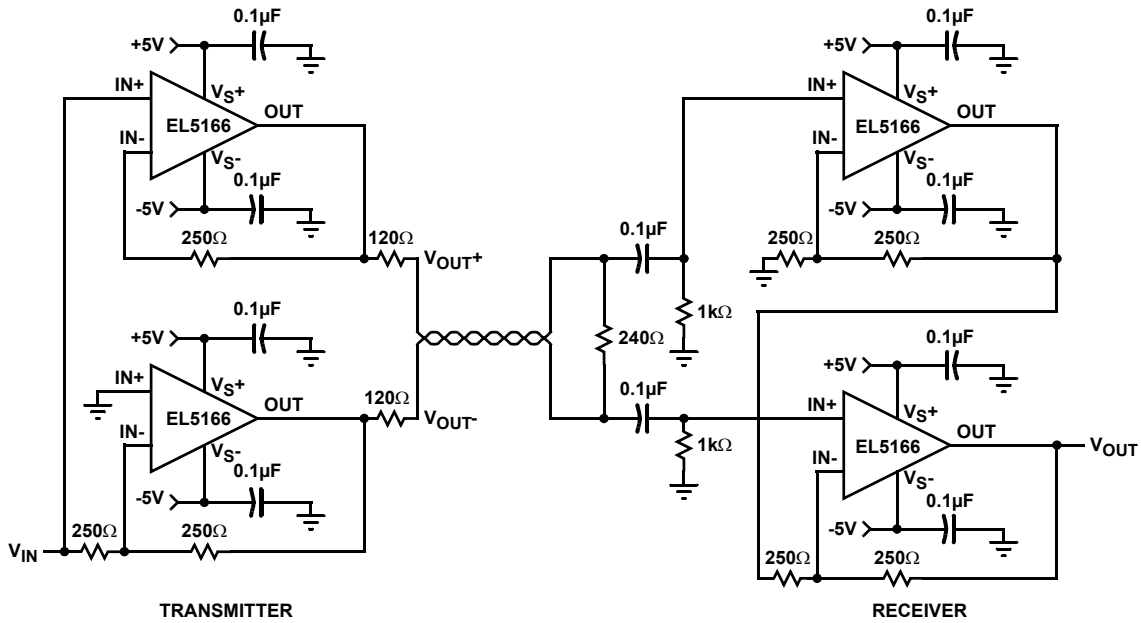 0.1µF
+5V
IN+
VS+
OUT
EL5166
IN-
VS-
0.1µF
-5V
250Ω
120Ω
VOUT+
0.1µF
+5V
IN+
VS+
OUT
EL5166
120Ω
VOUT-
IN-
VS-
0.1µF
-5V
250Ω
250Ω
VIN
TRANSMITTER
0.1µF
240Ω
0.1µF
1kΩ
1kΩ
0.1µF
+5V
IN+
VS+
OUT
EL5166
IN-
VS-
0.1µF
-5V
250Ω
250Ω
0.1µF
+5V
IN+
VS+
OUT
EL5166
VOUT
IN-
VS-
0.1µF
-5V
250Ω
250Ω
RECEIVER